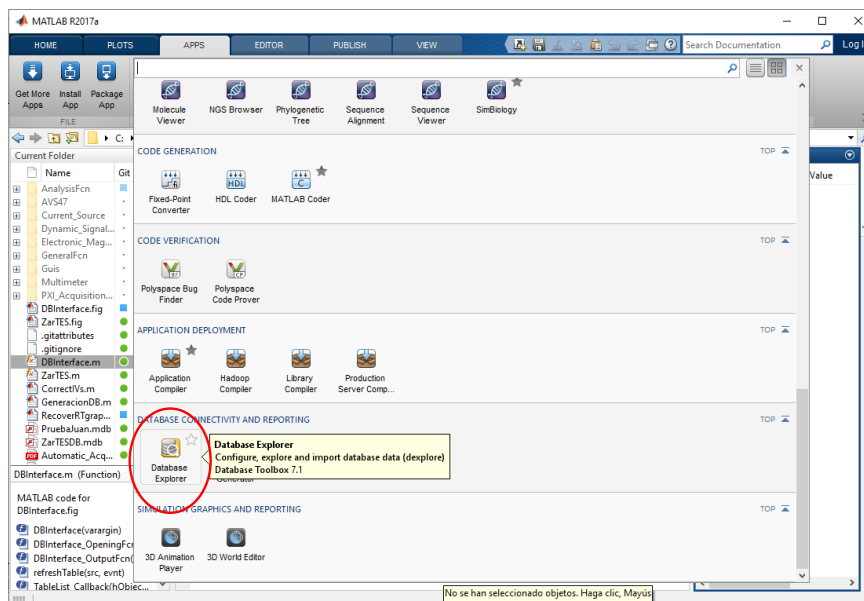 MATLAB R2017a
HOME PLOTS APPS EDITOR PUBLISH VIEW Search Documentation Log I
Get More Apps
Install App
Package App
FILE
C:
Current Folder
Name Git
AnalysisFcn
AVS47
Current_Source
Dynamic_Signal...
Electronic_Mag...
GeneralFcn
Guis
Multimeter
PXI_Acquisition...
DBInterface.fig
ZarTES.fig
.gitattributes
.gitignore
DBInterface.m
ZarTES.m
CorrectIVs.m
GeneracionDB.m
RecoverRTgrap...
PruebaJuan.mdb
ZarTESDB.mdb
Automatic_Acq...
DBInterface.m (Function)
MATLAB code for
DBInterface.fig
DBInterface(varargin)
DBInterface_OpeningFcn
DBInterface_OutputFcn(
refreshTable(src, evnt)
TableList_Callback(hObjec...
Molecule Viewer
NGS Browser
Phylogenetic Tree
Sequence Alignment
Sequence Viewer
SimBiology
CODE GENERATION TOP
Fixed-Point Converter
HDL Coder
MATLAB Coder
CODE VERIFICATION TOP
Polyspace Bug Finder
Polyspace Code Prover
APPLICATION DEPLOYMENT TOP
Application Compiler
Hadoop Compiler
Library Compiler
Production Server Comp...
DATABASE CONNECTIVITY AND REPORTING TOP
Database Explorer
Database Explorer
Configure, explore and import database data (dexplore)
Database Toolbox 7.1
Generator
SIMULATION GRAPHICS AND REPORTING TOP
3D Animation Player
3D World Editor
Value
No se han seleccionado objetos. Haga clic, Mayús